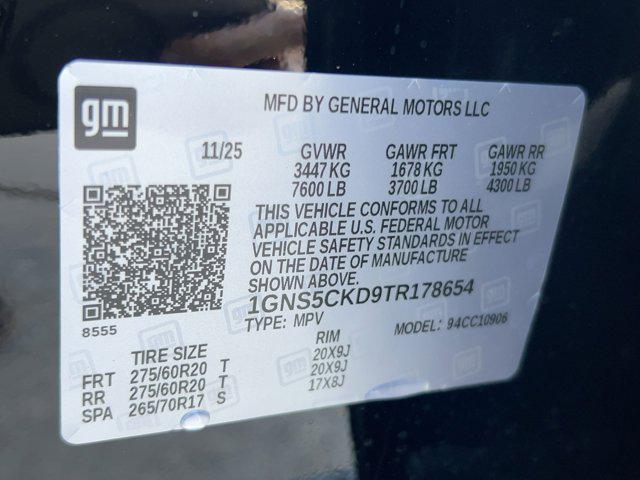 gm
MFD BY GENERAL MOTORS LLC
11/25 GVWR GAWR FRT GAWR RR
3447 KG 1678 KG 1950 KG
7600 LB 3700 LB 4300 LB
THIS VEHICLE CONFORMS TO ALL
APPLICABLE U.S. FEDERAL MOTOR
VEHICLE SAFETY STANDARDS IN EFFECT
ON THE DATE OF MANUFACTURE
SHOWN ABOVE.
1GNS5CKD9TR178654
TYPE: MPV MODEL: 94CC10906
8555
TIRE SIZE RIM
FRT 275/60R20 T 20X9J
RR 275/60R20 T 20X9J
SPA 265/70R17 S 17X8J